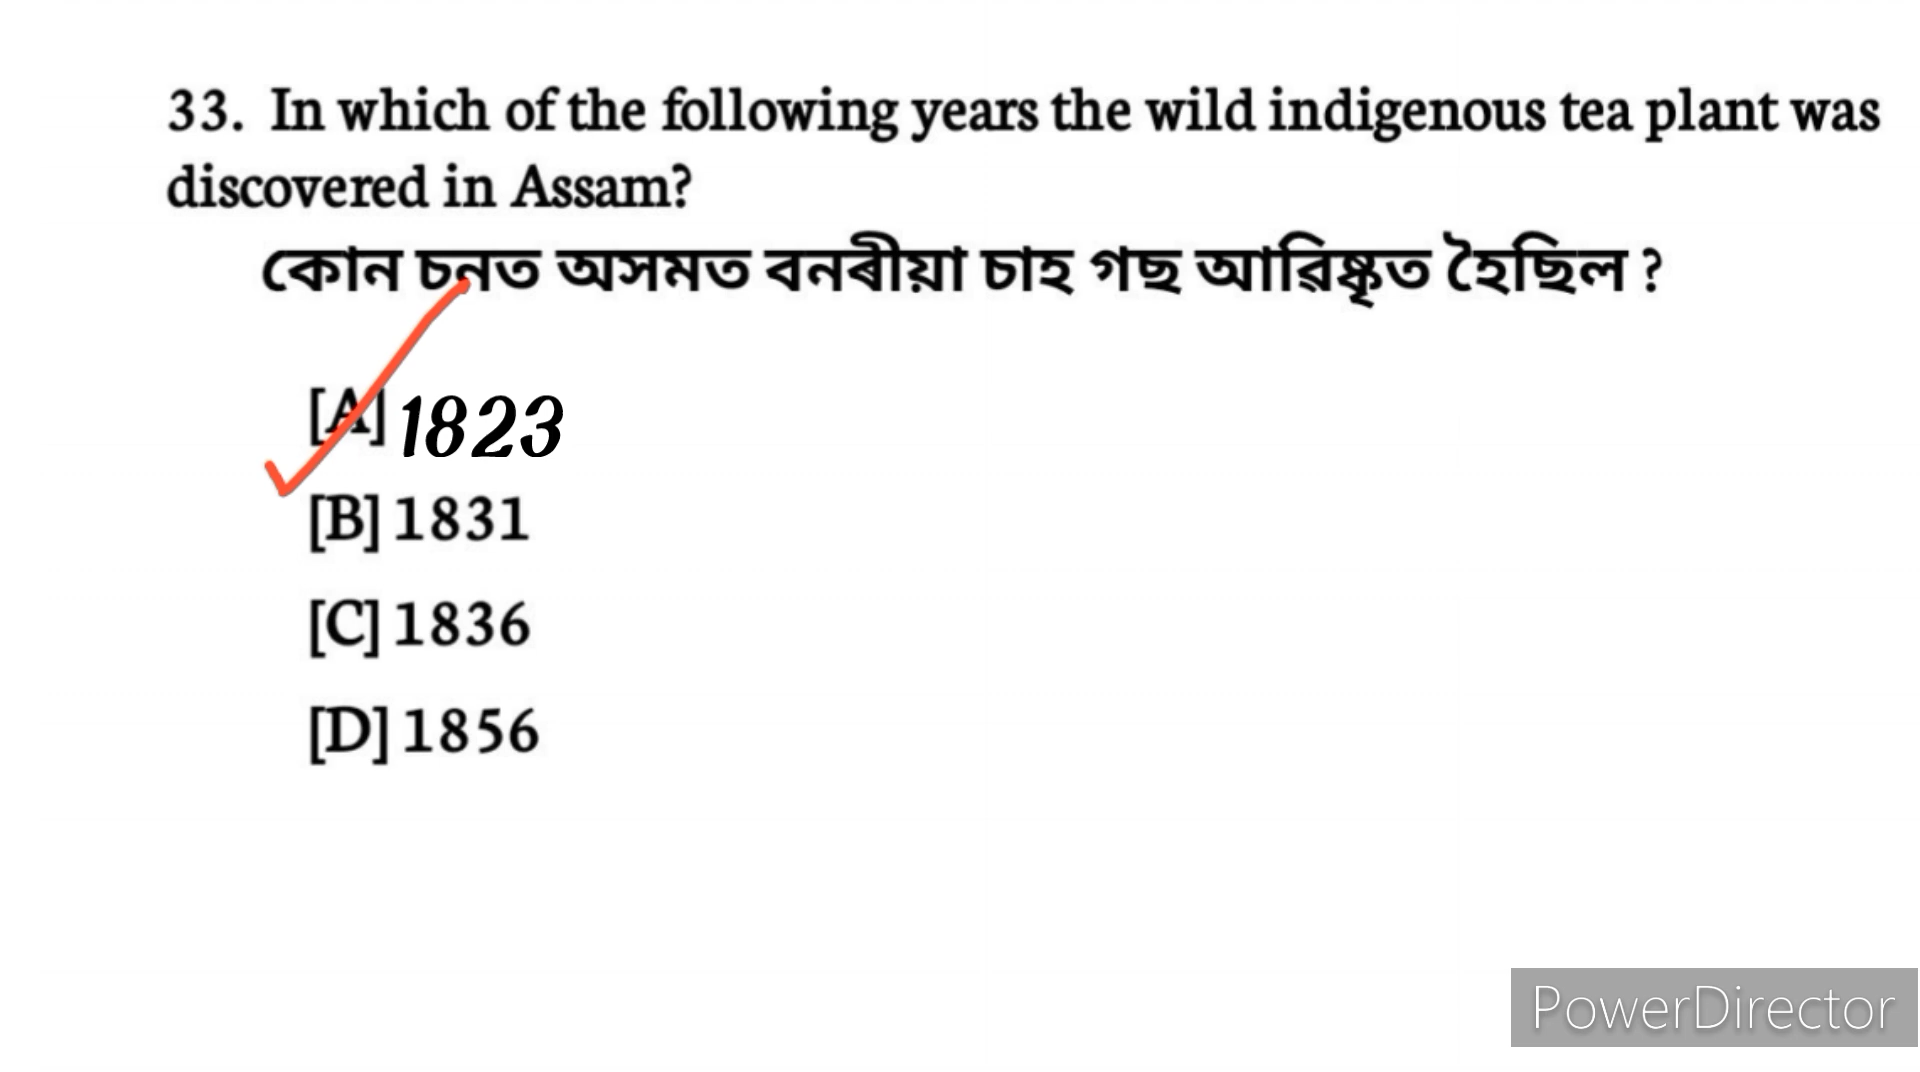 33. In which of the following years the wild indigenous tea plant was
discovered in Assam?
কোন চনত অসমত বনৰীয়া চাহ গছ আৱিষ্কৃত হৈছিল ?
[A] 1823
[B] 1831
[C] 1836
[D] 1856
PowerDirector